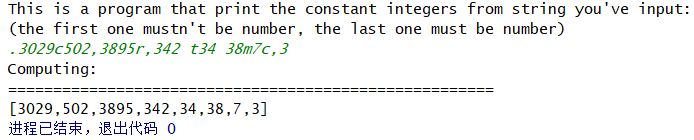 This is a program that print the constant integers from string you've input:
(the first one mustn't be number, the last one must be number)
.3029c502,3895r,342 t34 38m7c,3
Computing:
======================================================
[3029,502,3895,342,34,38,7,3]
进程已结束，退出代码 0